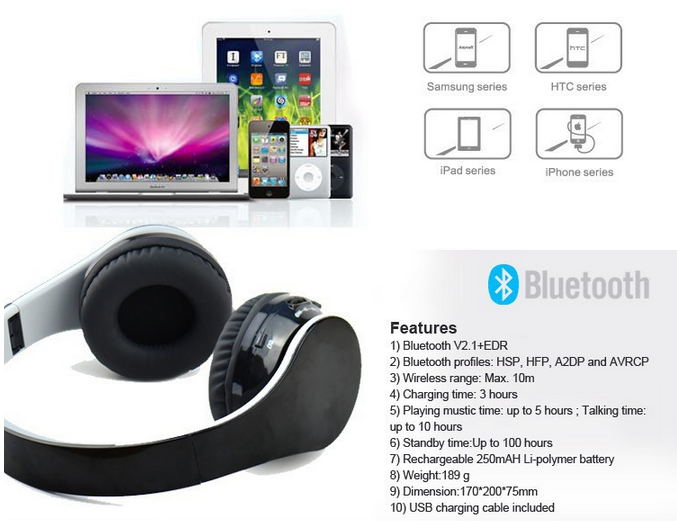 Samsung series
HTC series
iPad series
iPhone series
Bluetooth
Features
1) Bluetooth V2.1+EDR
2) Bluetooth profiles: HSP, HFP, A2DP and AVRCP
3) Wireless range: Max. 10m
4) Charging time: 3 hours
5) Playing mustic time: up to 5 hours ; Talking time:
up to 10 hours
6) Standby time:Up to 100 hours
7) Rechargeable 250mAH Li-polymer battery
8) Weight:189 g
9) Dimension:170*200*75mm
10) USB charging cable included